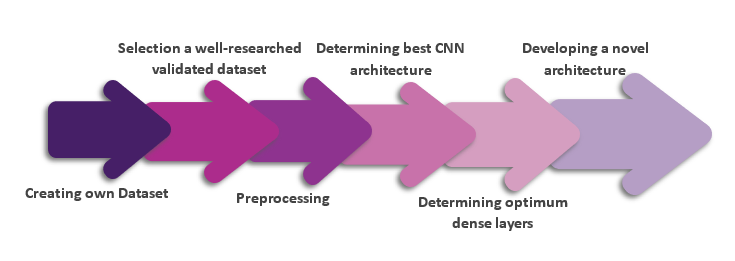 Selection a well-researched
validated dataset
Determining best CNN
architecture
Developing a novel
architecture
Creating own Dataset
Preprocessing
Determining optimum
dense layers